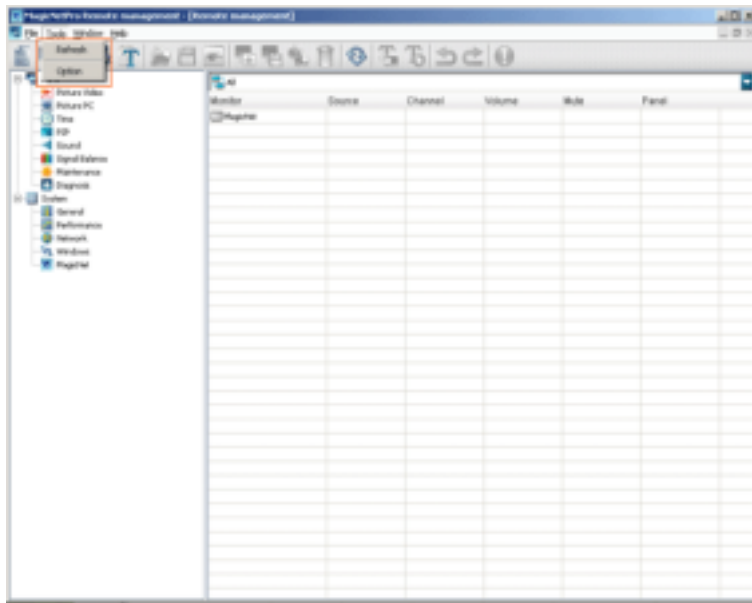 MagicNetPro Remote management - [Remote management]
File Tools Window Help
Refresh
Option
All
Monitor Source Channel Volume Mute Panel
MagicNet
Picture Video
Picture PC
Time
PIP
Sound
Signal Balance
Maintenance
Diagnosis
System
General
Performance
Network
Windows
MagicNet